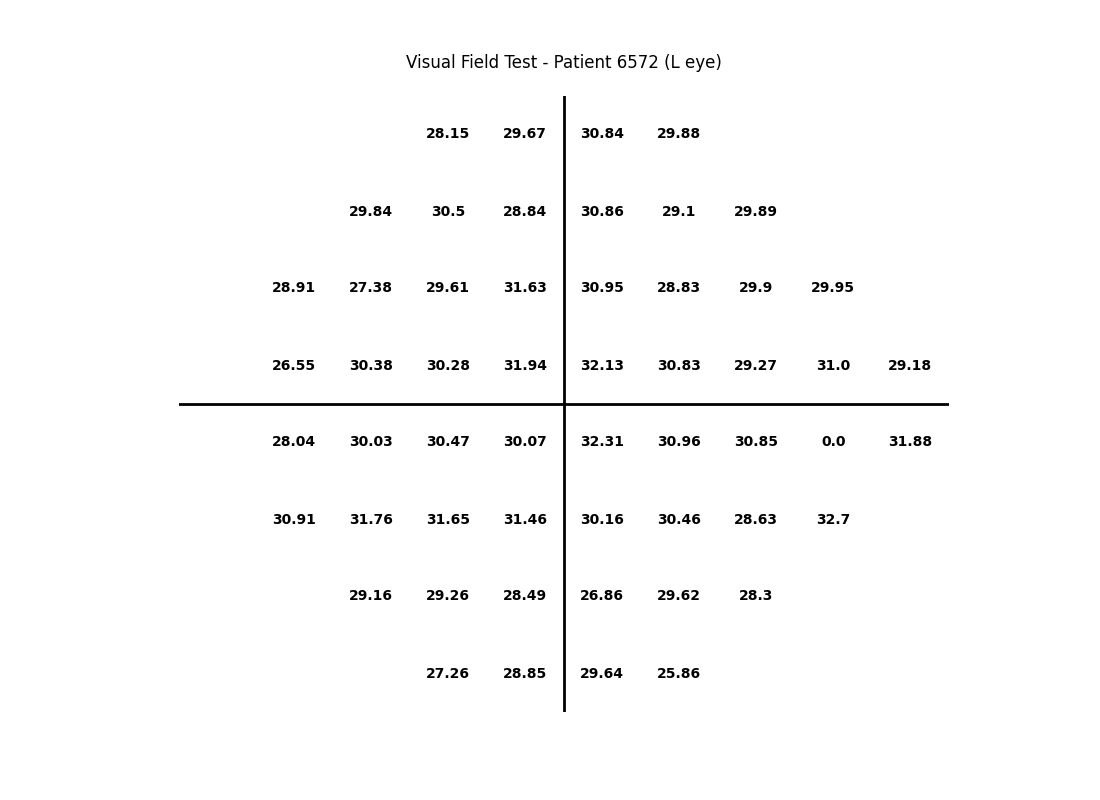 Visual Field Test - Patient 6572 (L eye)
28.15 29.67 30.84 29.88
29.84 30.5 28.84 30.86 29.1 29.89
28.91 27.38 29.61 31.63 30.95 28.83 29.9 29.95
26.55 30.38 30.28 31.94 32.13 30.83 29.27 31.0 29.18
28.04 30.03 30.47 30.07 32.31 30.96 30.85 0.0 31.88
30.91 31.76 31.65 31.46 30.16 30.46 28.63 32.7
29.16 29.26 28.49 26.86 29.62 28.3
27.26 28.85 29.64 25.86